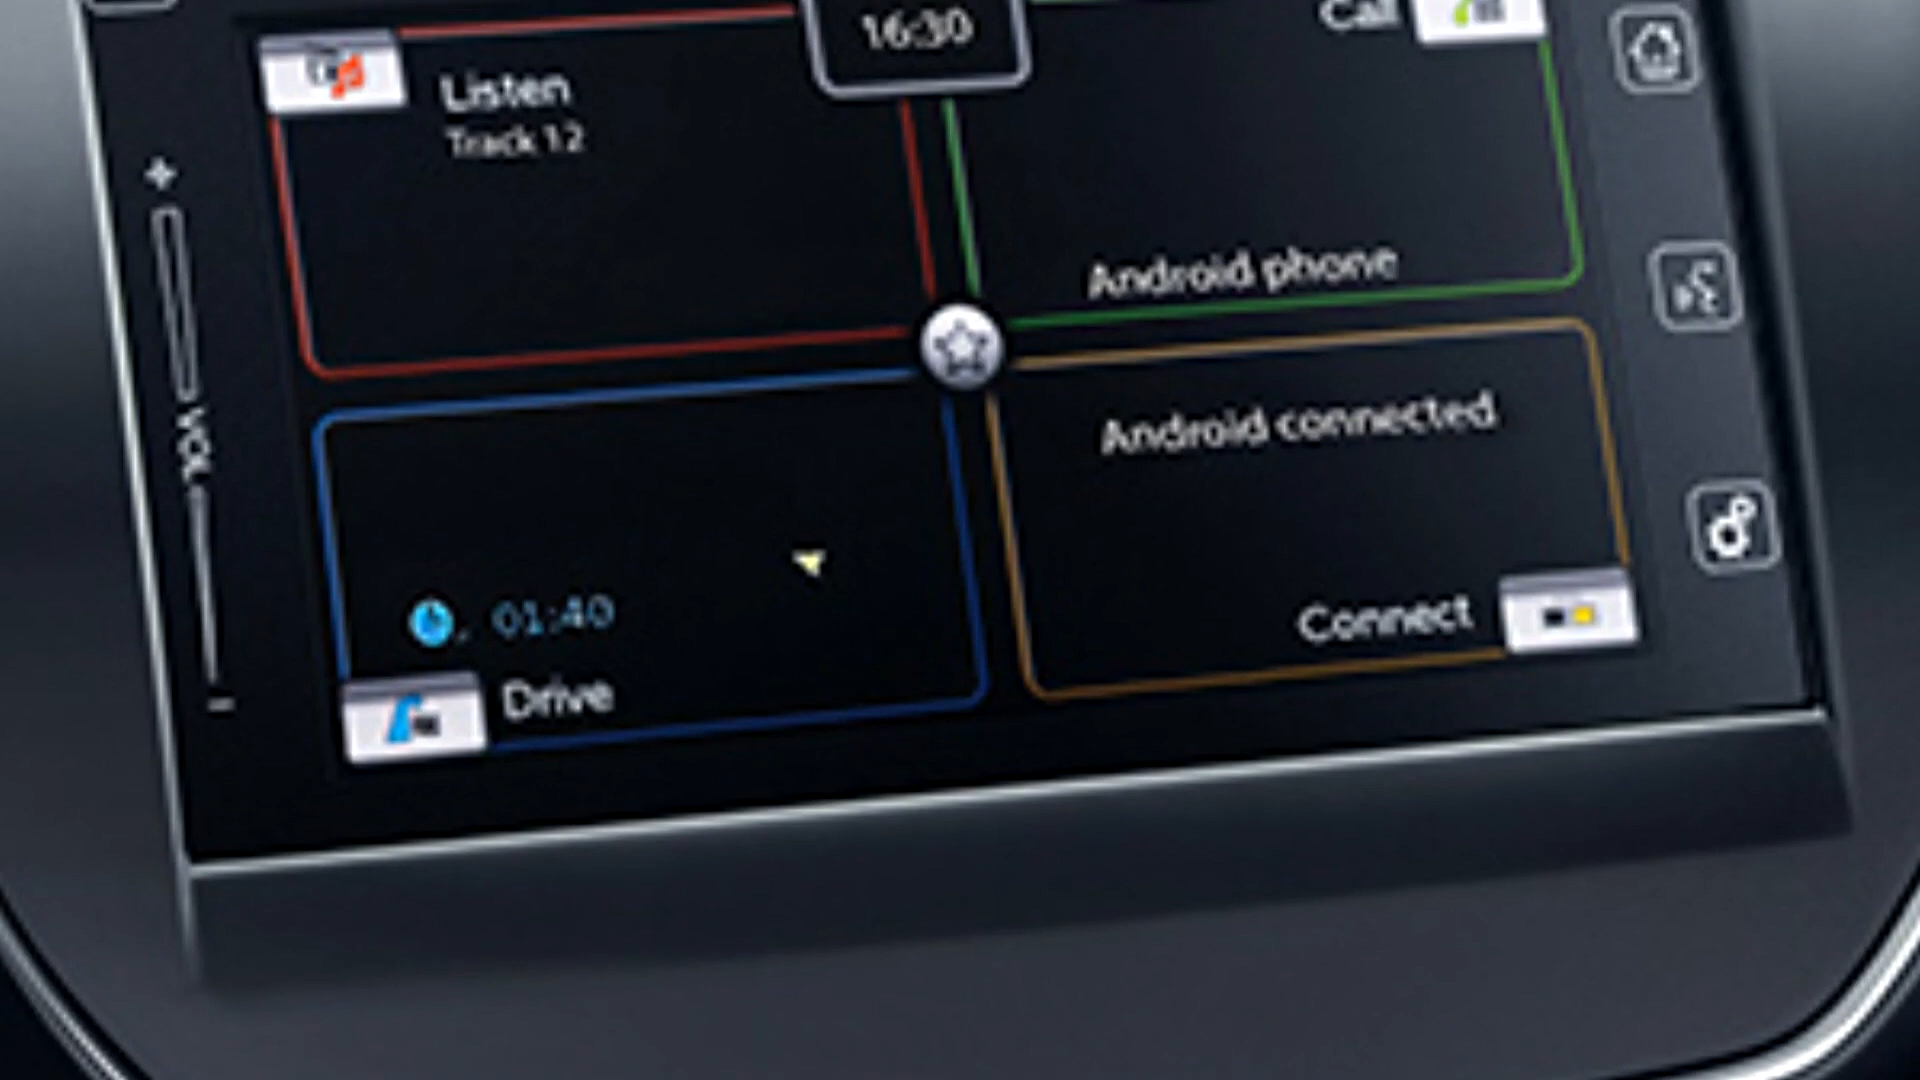 16:30
Call
Listen
Track 12
Android phone
VOL
Android connected
01:40
Connect
Drive